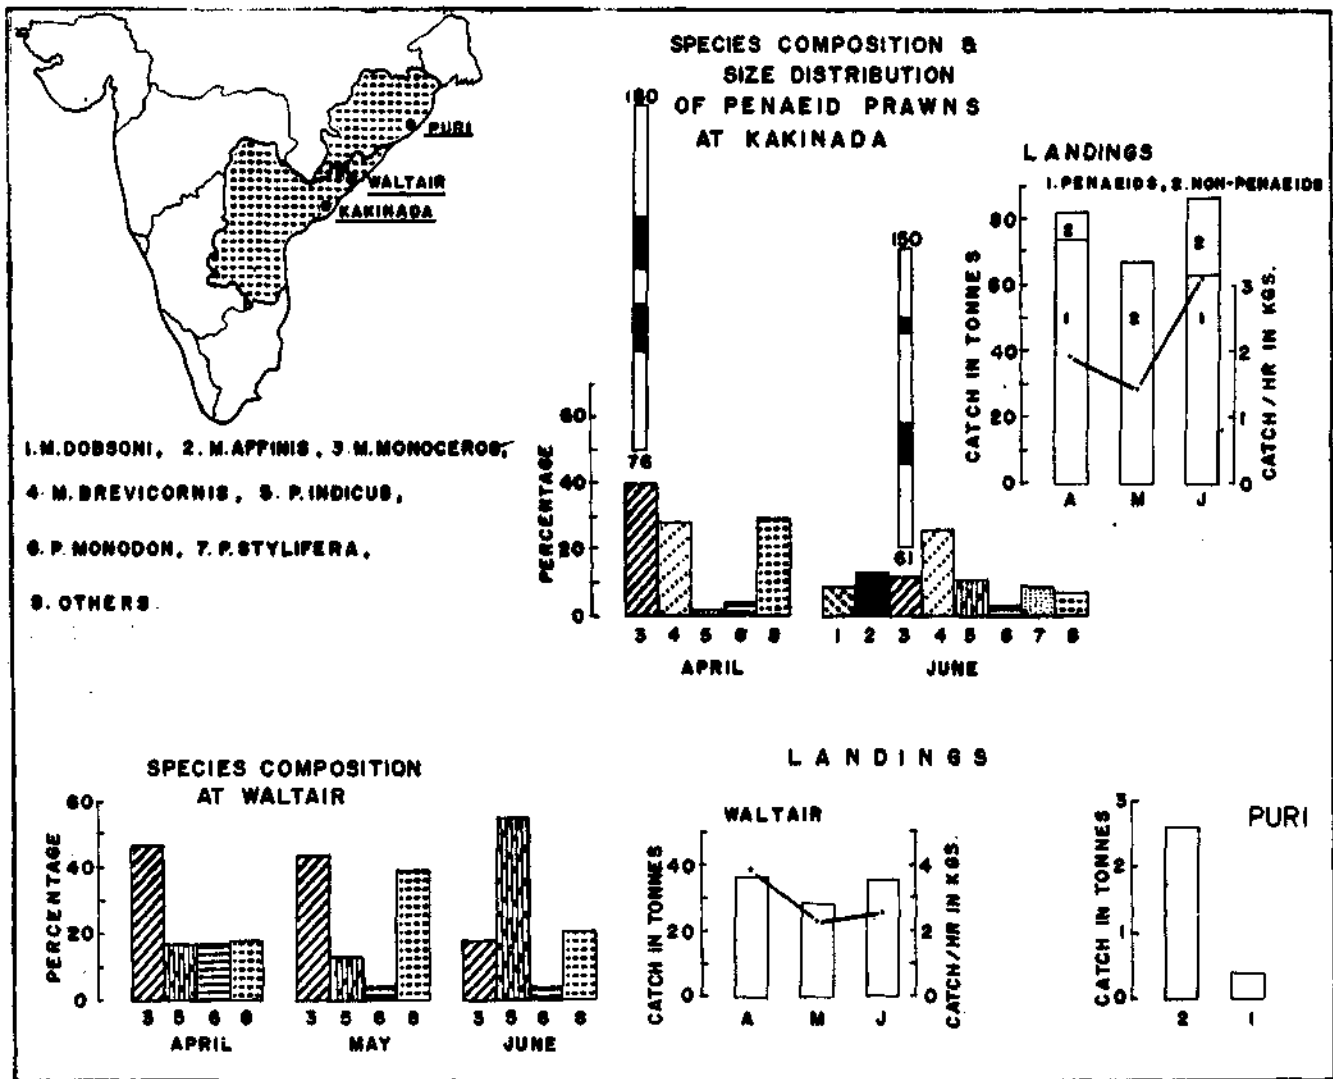 SPECIES COMPOSITION &
SIZE DISTRIBUTION
OF PENAEID PRAWNS
AT KAKINADA
PURI
WALTAIR
KAKINADA
1.M.DOBSONI, 2. M.AFFINIS, 3.M.MONOCEROS,
4. M.BREVICORNIS, 5. P.INDICUS,
6.P.MONODON, 7.P.STYLIFERA,
8. OTHERS.
180
76
150
61
PERCENTAGE
60
40
20
0
3 4 5 6 8
APRIL
1 2 3 4 5 6 7 8
JUNE
LANDINGS
1.PENAEIDS, 2.NON-PENAEIDS
CATCH IN TONNES
80
60
40
20
0
2
1
2
2
1
A M J
3
2
1
0
CATCH/HR IN KGS.
SPECIES COMPOSITION
AT WALTAIR
PERCENTAGE
60
40
20
0
3 5 6 8
APRIL
3 5 6 8
MAY
3 5 6 8
JUNE
LANDINGS
WALTAIR
CATCH IN TONNES
40
20
0
A M J
4
2
0
CATCH/HR IN KGS.
PURI
CATCH IN TONNES
3
2
1
0
2 1